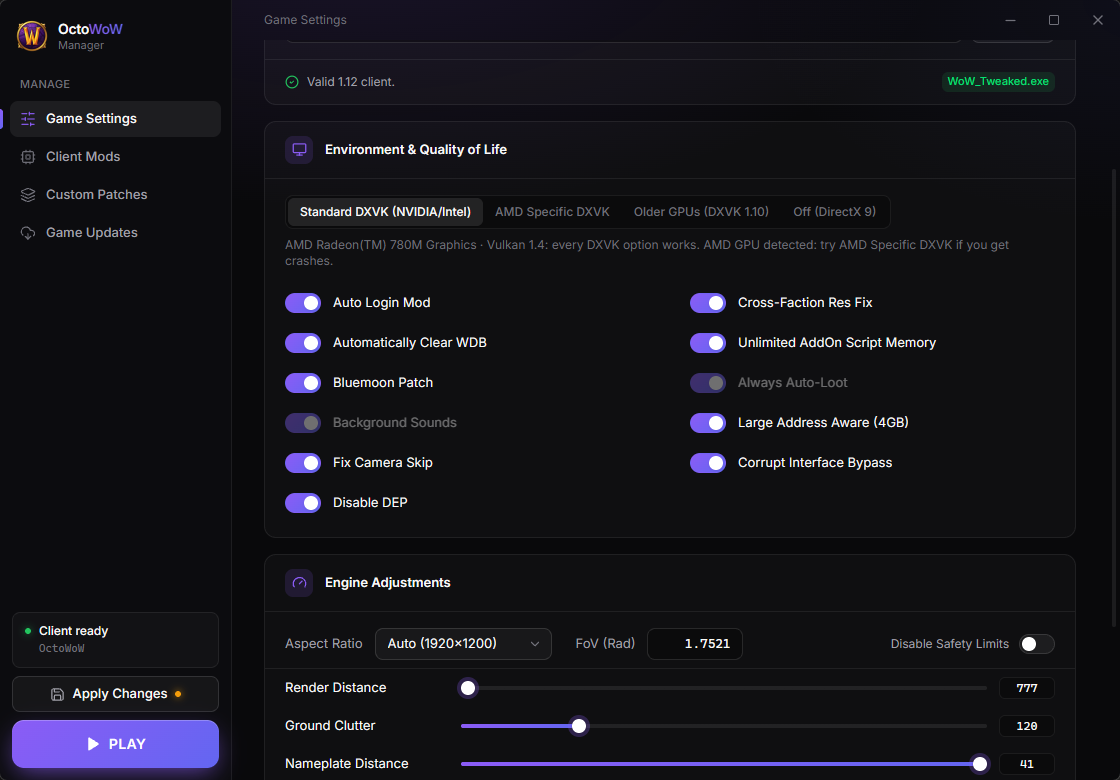 OctoWoW
Manager
MANAGE
Game Settings
Client Mods
Custom Patches
Game Updates
Client ready
OctoWoW
Apply Changes
PLAY
Game Settings
Valid 1.12 client.
WoW_Tweaked.exe
Environment & Quality of Life
Standard DXVK (NVIDIA/Intel) AMD Specific DXVK Older GPUs (DXVK 1.10) Off (DirectX 9)
AMD Radeon(TM) 780M Graphics · Vulkan 1.4: every DXVK option works. AMD GPU detected: try AMD Specific DXVK if you get
crashes.
Auto Login Mod Cross-Faction Res Fix
Automatically Clear WDB Unlimited AddOn Script Memory
Bluemoon Patch Always Auto-Loot
Background Sounds Large Address Aware (4GB)
Fix Camera Skip Corrupt Interface Bypass
Disable DEP
Engine Adjustments
Aspect Ratio Auto (1920×1200) FoV (Rad) 1.7521 Disable Safety Limits
Render Distance 777
Ground Clutter 120
Nameplate Distance 41